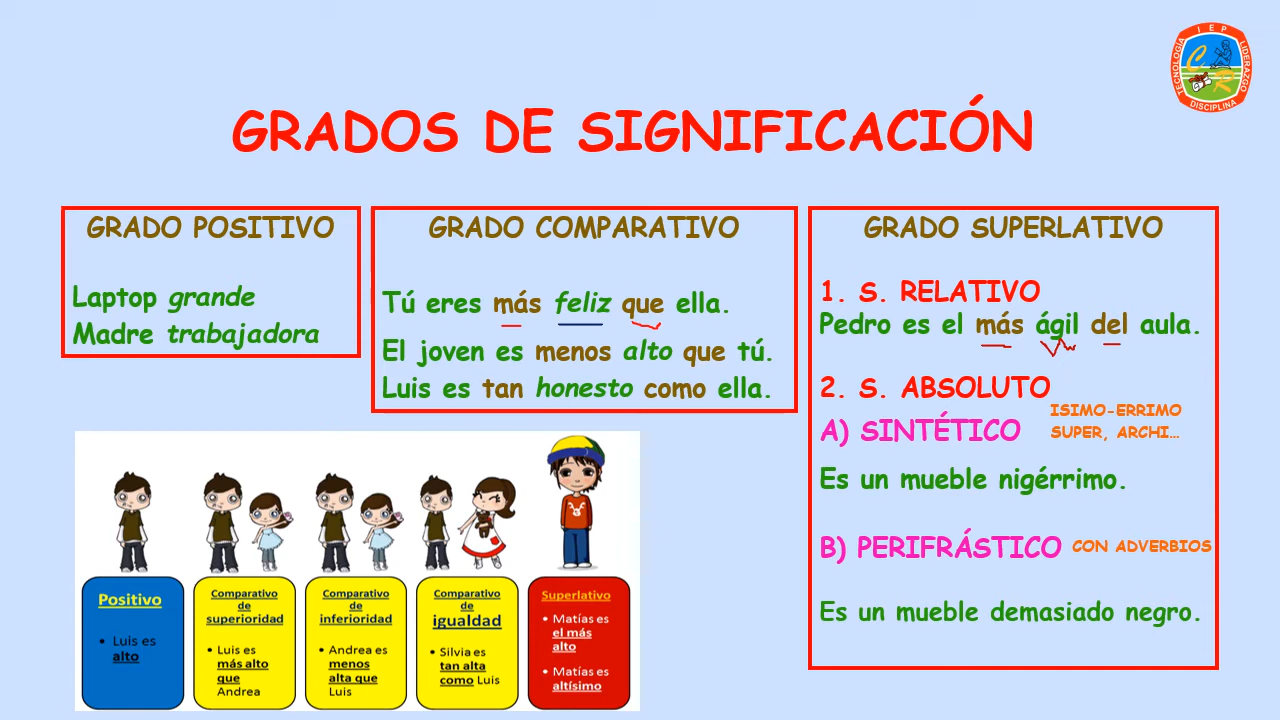 I E P
TECNOLOGÍA
LIDERAZGO
C
R
DISCIPLINA
GRADOS DE SIGNIFICACIÓN
GRADO POSITIVO
Laptop grande
Madre trabajadora
GRADO COMPARATIVO
Tú eres más feliz que ella.
El joven es menos alto que tú.
Luis es tan honesto como ella.
GRADO SUPERLATIVO
1. S. RELATIVO
Pedro es el más ágil del aula.
2. S. ABSOLUTO
A) SINTÉTICO
ISIMO-ERRIMO
SUPER, ARCHI...
Es un mueble nigérrimo.
B) PERIFRÁSTICO CON ADVERBIOS
Es un mueble demasiado negro.
Positivo
• Luis es
alto
Comparativo
de
superioridad
• Luis es
más alto
que
Andrea
Comparativo
de
inferioridad
• Andrea es
menos
alta que
Luis
Comparativo
de
igualdad
• Silvia es
tan alta
como Luis
Superlativo
• Matías es
el más
alto
• Matías es
altísimo